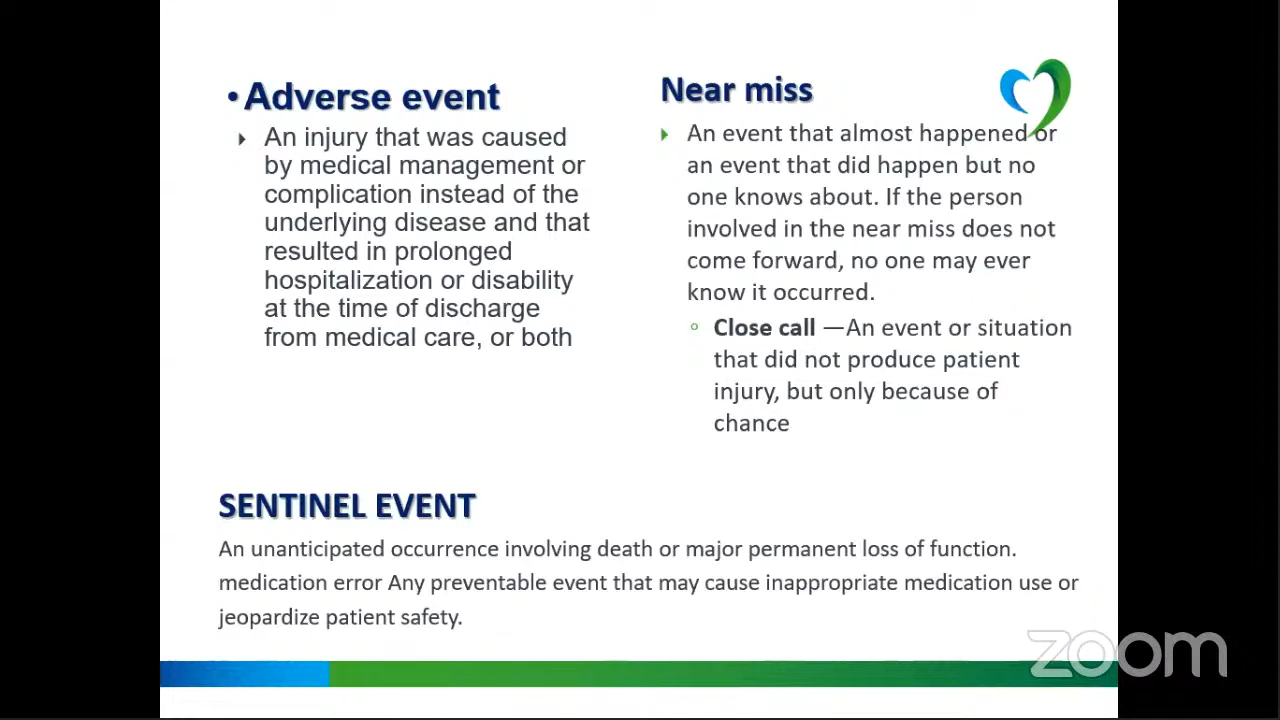 •Adverse event
An injury that was caused
by medical management or
complication instead of the
underlying disease and that
resulted in prolonged
hospitalization or disability
at the time of discharge
from medical care, or both
Near miss
An event that almost happened or
an event that did happen but no
one knows about. If the person
involved in the near miss does not
come forward, no one may ever
know it occurred.
Close call —An event or situation
that did not produce patient
injury, but only because of
chance
SENTINEL EVENT
An unanticipated occurrence involving death or major permanent loss of function.
medication error Any preventable event that may cause inappropriate medication use or
jeopardize patient safety.
zoom